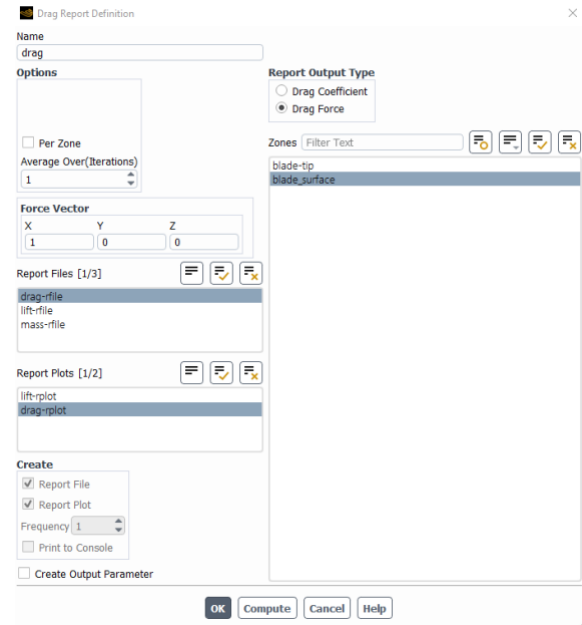 Drag Report Definition
Name
drag
Options
Per Zone
Average Over(Iterations)
1
Force Vector
X Y Z
1 0 0
Report Files [1/3]
drag-rfile
lift-rfile
mass-rfile
Report Plots [1/2]
lift-rplot
drag-rplot
Create
Report File
Report Plot
Frequency 1
Print to Console
Create Output Parameter
Report Output Type
Drag Coefficient
Drag Force
Zones Filter Text
blade-tip
blade_surface
OK Compute Cancel Help